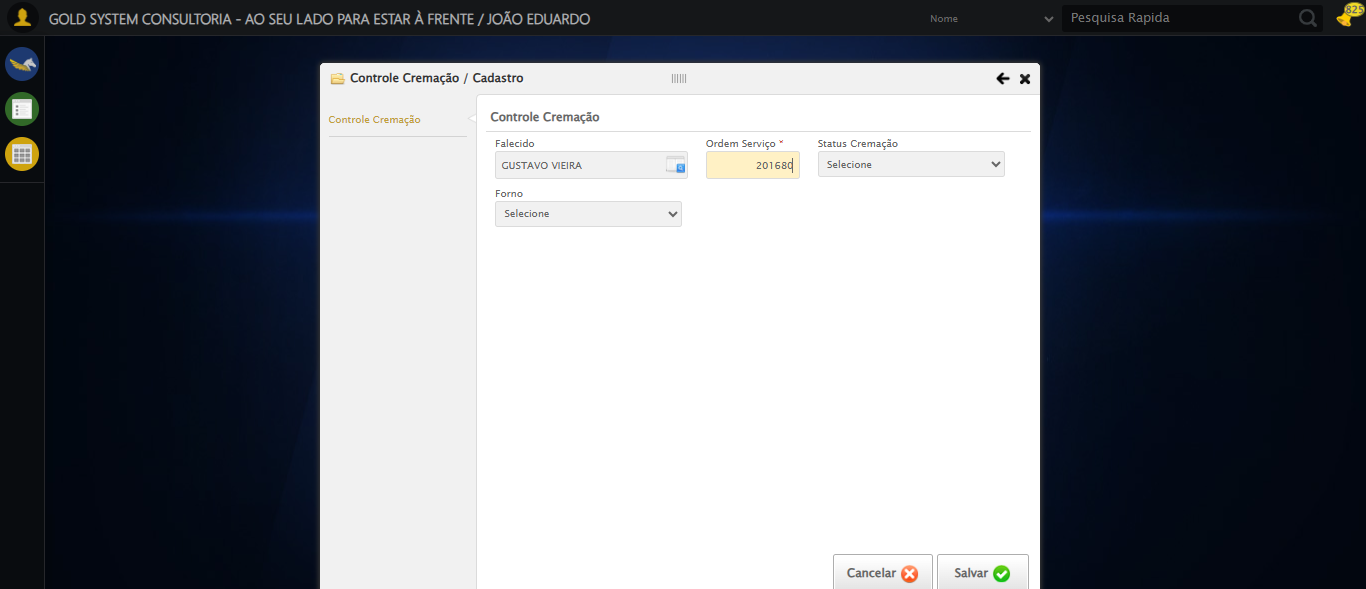 GOLD SYSTEM CONSULTORIA - AO SEU LADO PARA ESTAR À FRENTE / JOÃO EDUARDO
Nome
Pesquisa Rapida
825
Controle Cremação / Cadastro
Controle Cremação
Controle Cremação
Falecido
Ordem Serviço *
Status Cremação
GUSTAVO VIEIRA
201680
Selecione
Forno
Selecione
Cancelar
Salvar